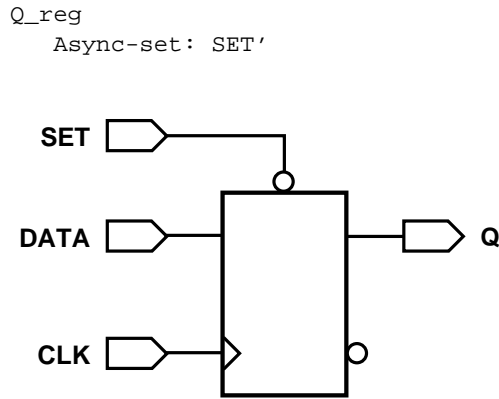 Q_reg
Async-set: SET’
SET
DATA
Q
CLK